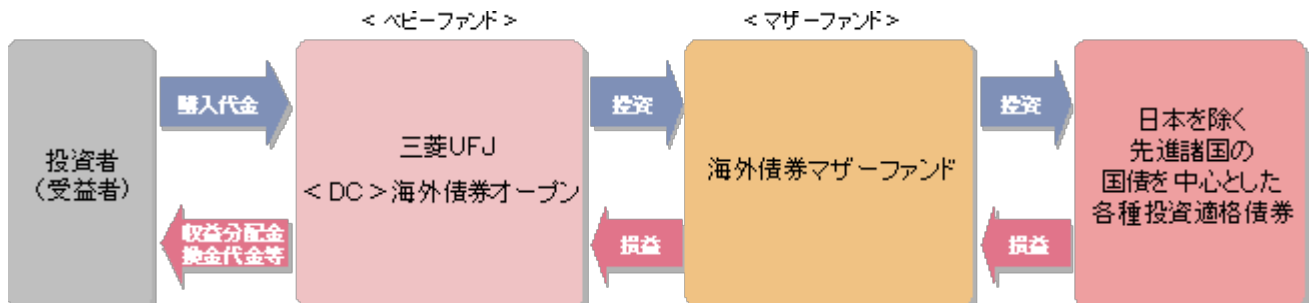 ＜ベビーファンド＞
＜マザーファンド＞
投資者
（受益者）
購入代金
収益分配金
換金代金等
三菱UFJ
＜DC＞海外債券オープン
投資
損益
海外債券マザーファンド
投資
損益
日本を除く
先進諸国の
国債を中心とした
各種投資適格債券